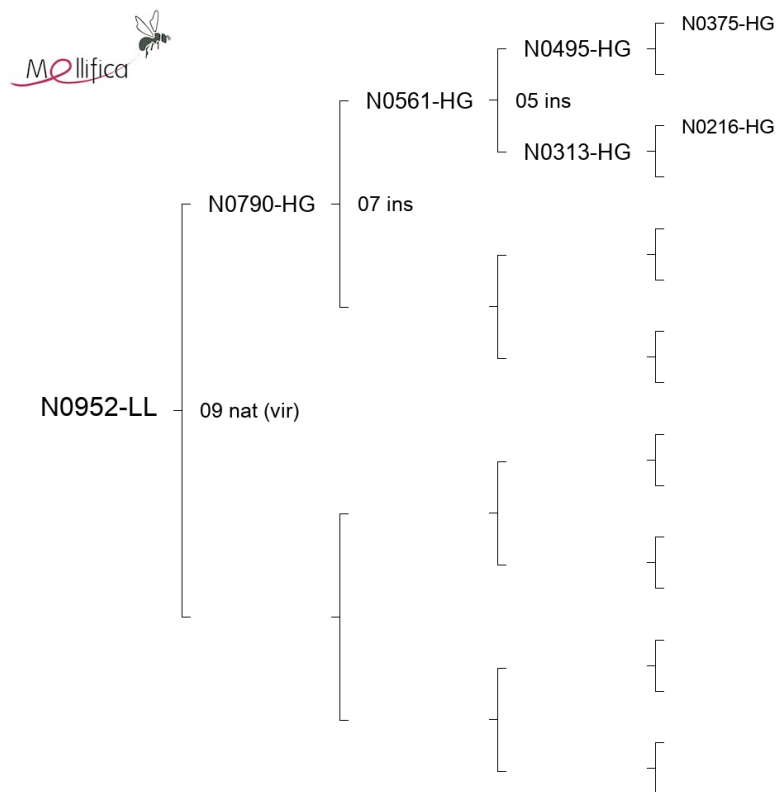 Mellifica
N0375-HG
N0495-HG
N0561-HG
05 ins
N0216-HG
N0313-HG
N0790-HG
07 ins
N0952-LL
09 nat (vir)